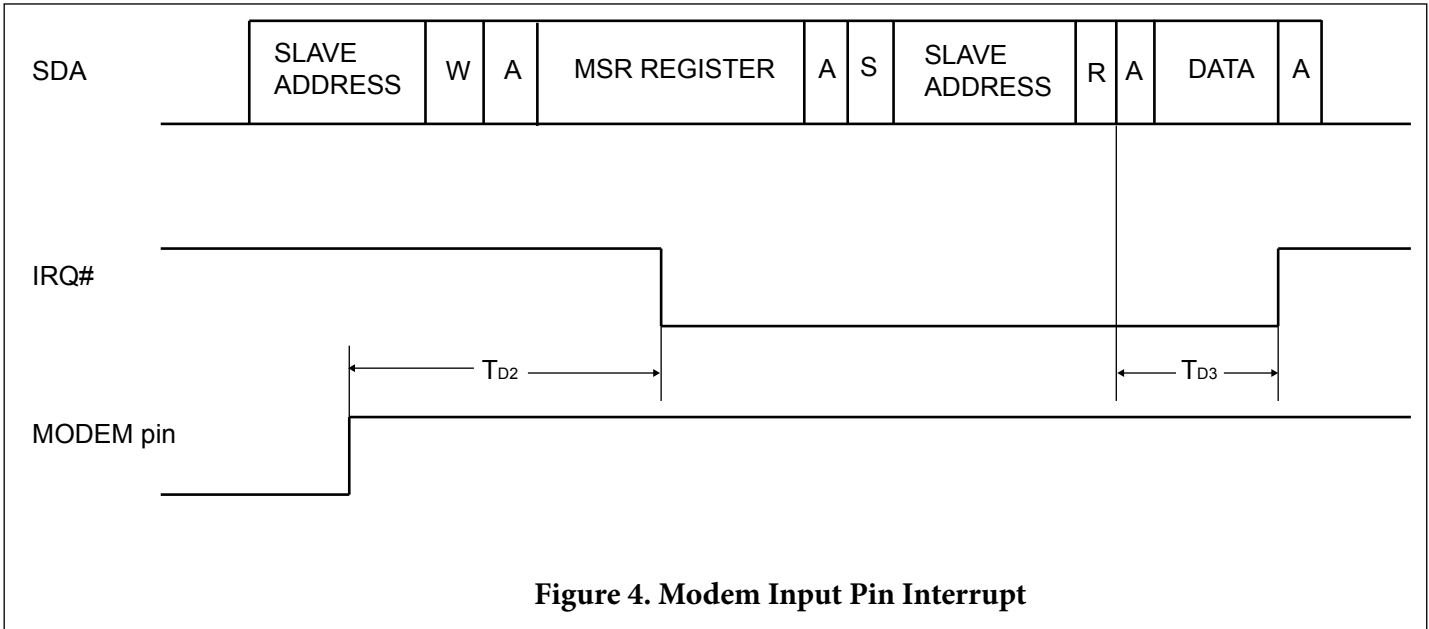 SDA
SLAVE
ADDRESS
W
A
MSR REGISTER
A
S
SLAVE
ADDRESS
R
A
DATA
A
IRQ#
TD2
TD3
MODEM pin
Figure 4. Modem Input Pin Interrupt